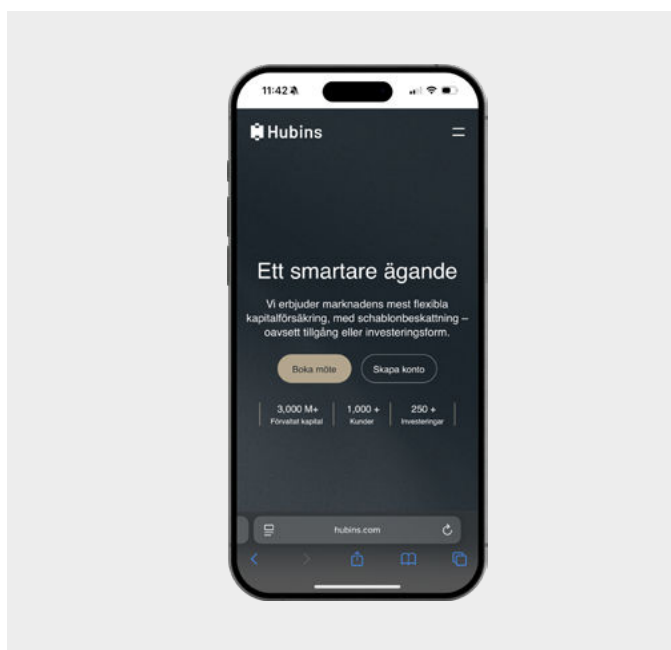 11:42
Hubins
Ett smartare ägande
Vi erbjuder marknadens mest flexibla
kapitalförsäkring, med schablonbeskattning –
oavsett tillgång eller investeringsform.
Boka möte
Skapa konto
3,000 M+
1,000 +
250 +
Förvaltat kapital
Kunder
Investeringar
hubins.com